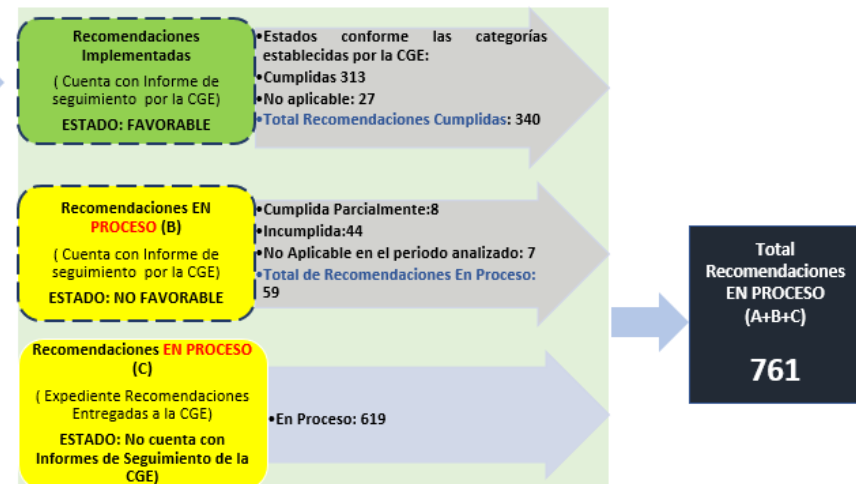 Recomendaciones
Implementadas
( Cuenta con Informe de
seguimiento por la CGE)
ESTADO: FAVORABLE
•Estados conforme las categorías
establecidas por la CGE:
•Cumplidas 313
•No aplicable: 27
•Total Recomendaciones Cumplidas: 340
Recomendaciones EN
PROCESO (B)
( Cuenta con Informe de
seguimiento por la CGE)
ESTADO: NO FAVORABLE
•Cumplida Parcialmente:8
•Incumplida:44
•No Aplicable en el periodo analizado: 7
•Total de Recomendaciones En Proceso:
59
Recomendaciones EN PROCESO
(C)
( Expediente Recomendaciones
Entregadas a la CGE)
ESTADO: No cuenta con
Informes de Seguimiento de la
CGE)
•En Proceso: 619
Total
Recomendaciones
EN PROCESO
(A+B+C)
761